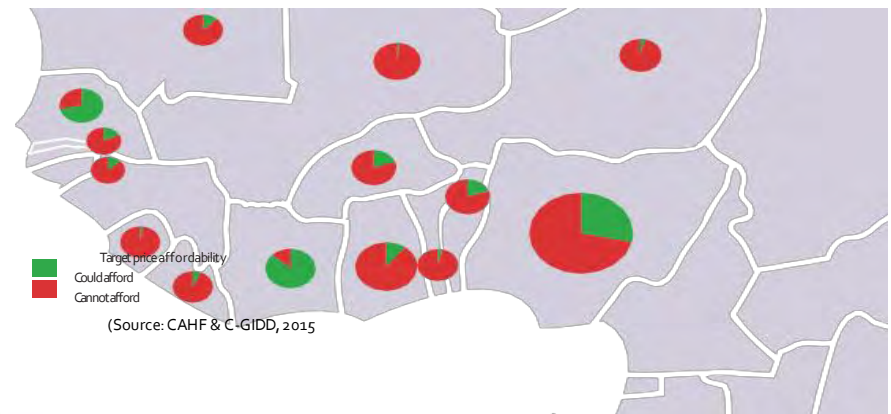 Target price affordability
Could afford
Cannot afford
(Source: CAHF & C-GIDD, 2015